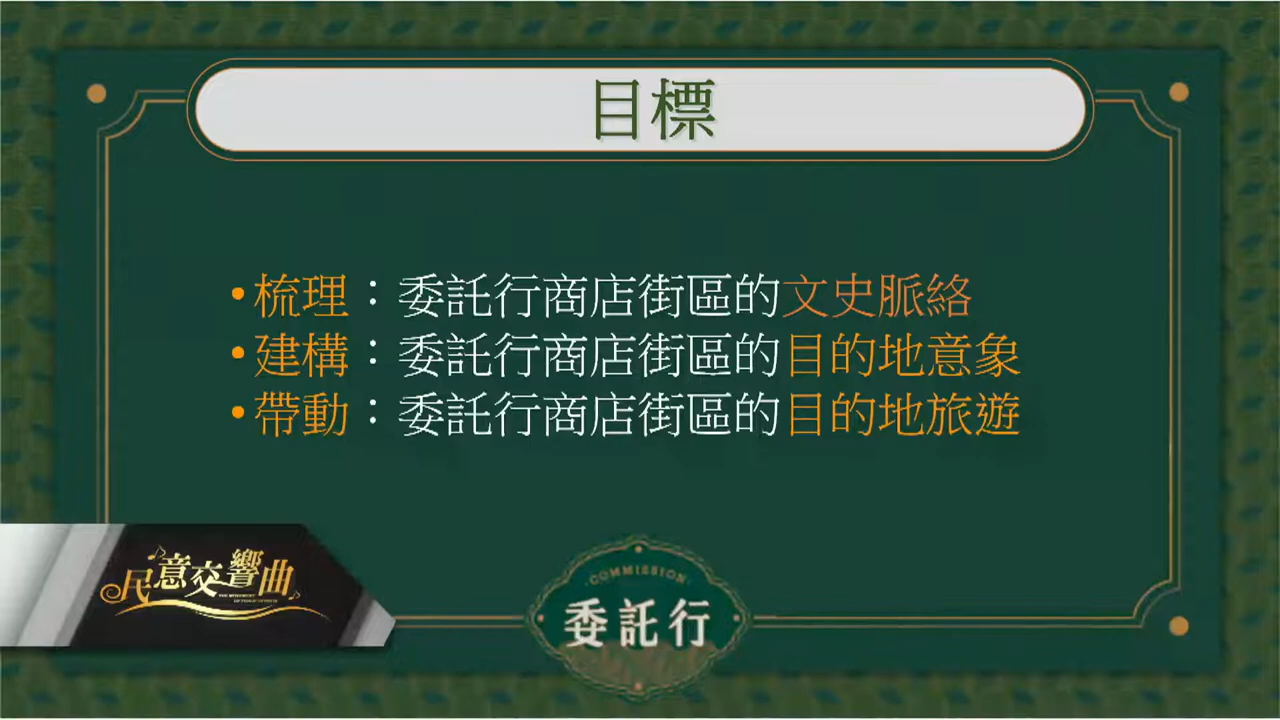 目標
•梳理：委託行商店街區的文史脈絡
•建構：委託行商店街區的目的地意象
•帶動：委託行商店街區的目的地旅遊
民意交響曲
·COMMISSION·
委託行